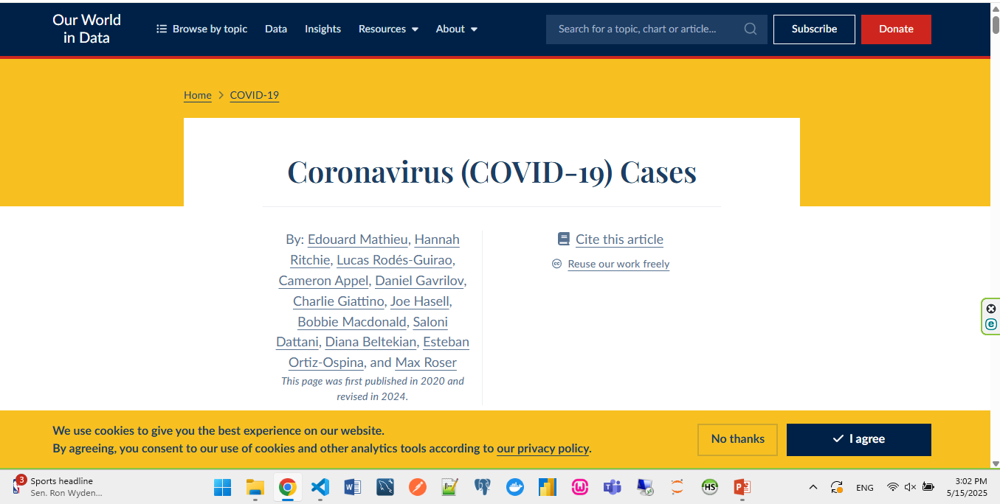 Our World
in Data
Browse by topic
Data
Insights
Resources
About
Search for a topic, chart or article...
Subscribe
Donate
Home > COVID-19
Coronavirus (COVID-19) Cases
By: Edouard Mathieu, Hannah
Ritchie, Lucas Rodés-Guirao,
Cameron Appel, Daniel Gavrilov,
Charlie Giattino, Joe Hasell,
Bobbie Macdonald, Saloni
Dattani, Diana Beltekian, Esteban
Ortiz-Ospina, and Max Roser
This page was first published in 2020 and
revised in 2024.
Cite this article
Reuse our work freely
We use cookies to give you the best experience on our website.
By agreeing, you consent to our use of cookies and other analytics tools according to our privacy policy.
No thanks
I agree
3
Sports headline
Sen. Ron Wyden...
HS
ENG
3:02 PM
5/15/2025